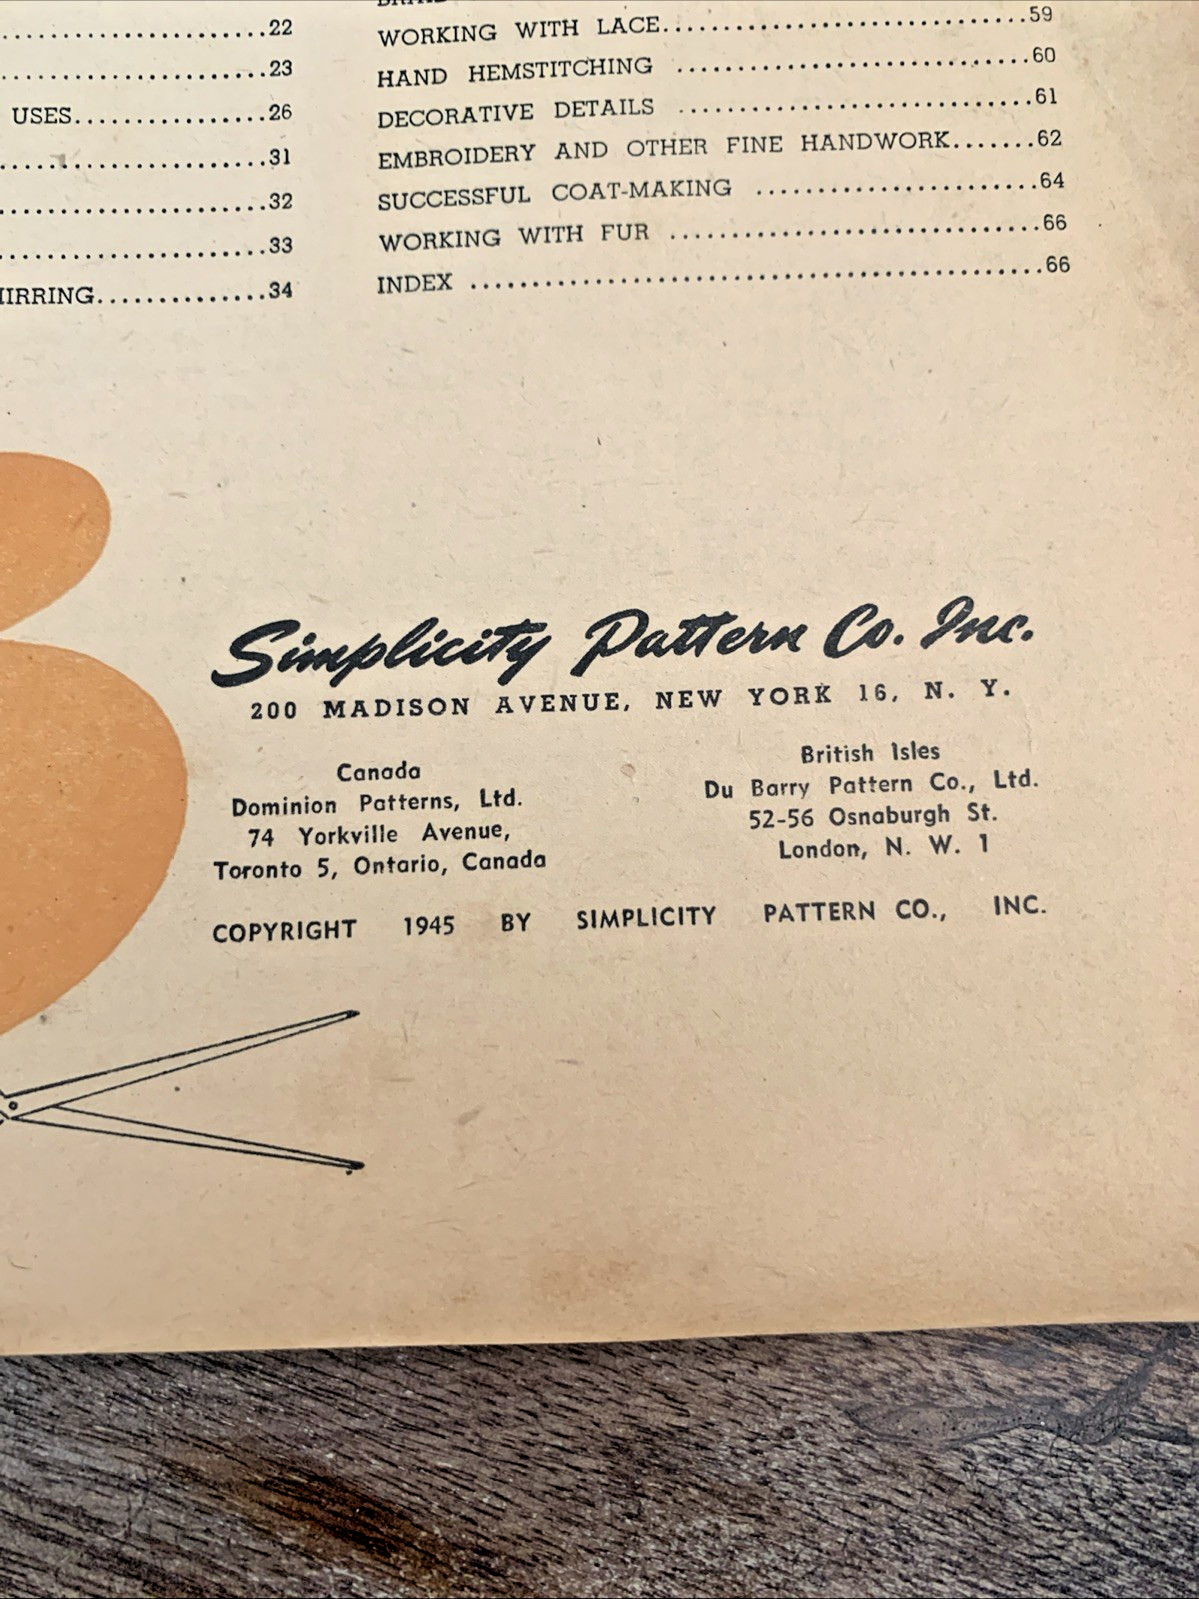 ......................22
......................23
USES................26
......................31
......................32
......................33
HIRRING..............34
BRAID
WORKING WITH LACE..................................59
HAND HEMSTITCHING ..................................60
DECORATIVE DETAILS ..................................61
EMBROIDERY AND OTHER FINE HANDWORK.......62
SUCCESSFUL COAT-MAKING ...........................64
WORKING WITH FUR ....................................66
INDEX .......................................................66
Simplicity Pattern Co. Inc.
200 MADISON AVENUE, NEW YORK 16, N. Y.
Canada
Dominion Patterns, Ltd.
74 Yorkville Avenue,
Toronto 5, Ontario, Canada
British Isles
Du Barry Pattern Co., Ltd.
52-56 Osnaburgh St.
London, N. W. 1
COPYRIGHT 1945 BY SIMPLICITY PATTERN CO., INC.